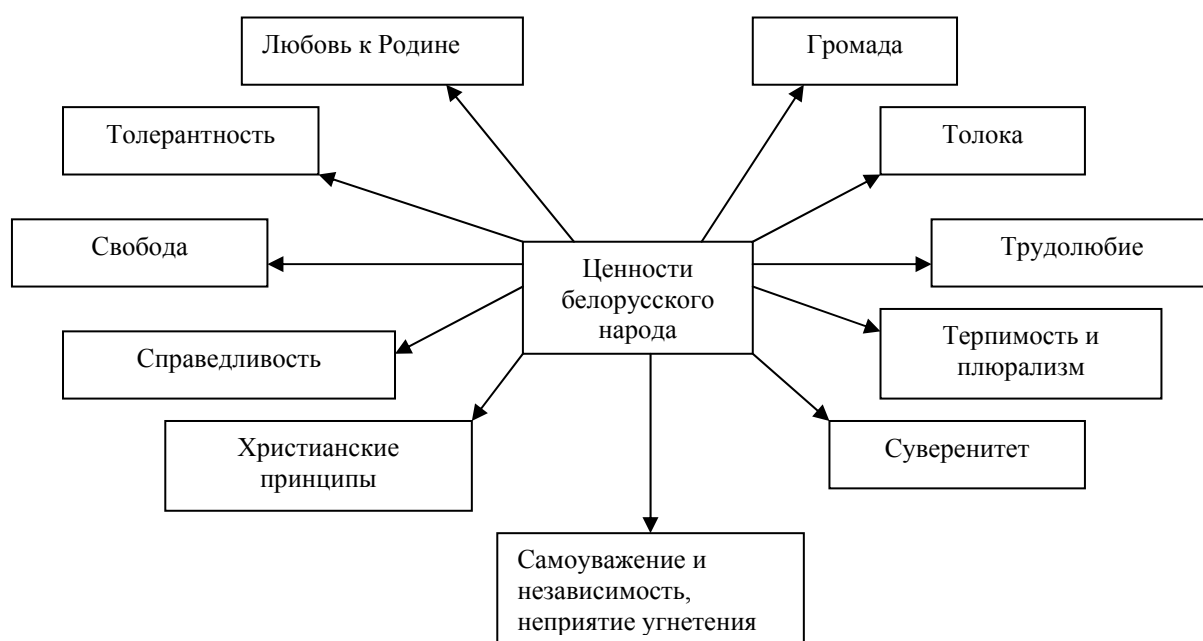 Любовь к Родине
Громада
Толерантность
Толока
Свобода
Ценности
белорусского
народа
Трудолюбие
Справедливость
Терпимость и
плюрализм
Христианские
принципы
Суверенитет
Самоуважение и
независимость,
неприятие угнетения